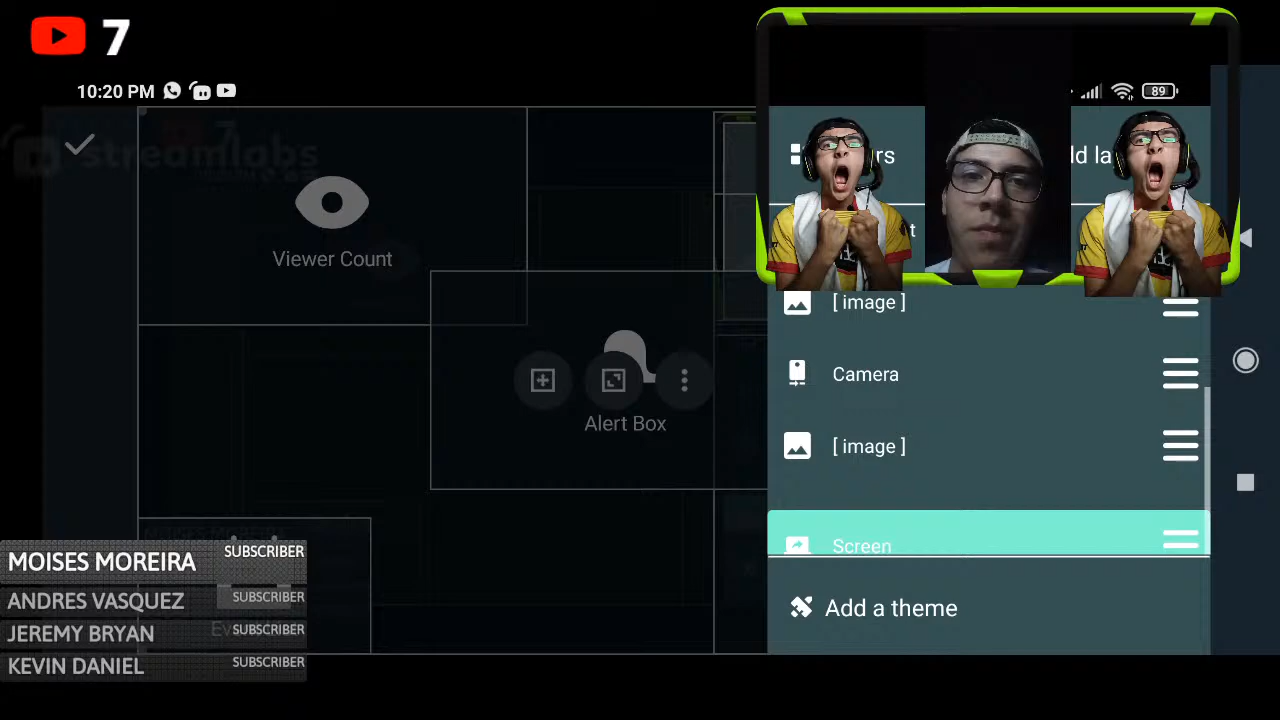 7
10:20 PM
89
streamlabs
Viewer Count
[ image ]
Camera
[ image ]
Alert Box
Screen
Add a theme
MOISES MOREIRA SUBSCRIBER
ANDRES VASQUEZ SUBSCRIBER
JEREMY BRYAN SUBSCRIBER
KEVIN DANIEL SUBSCRIBER